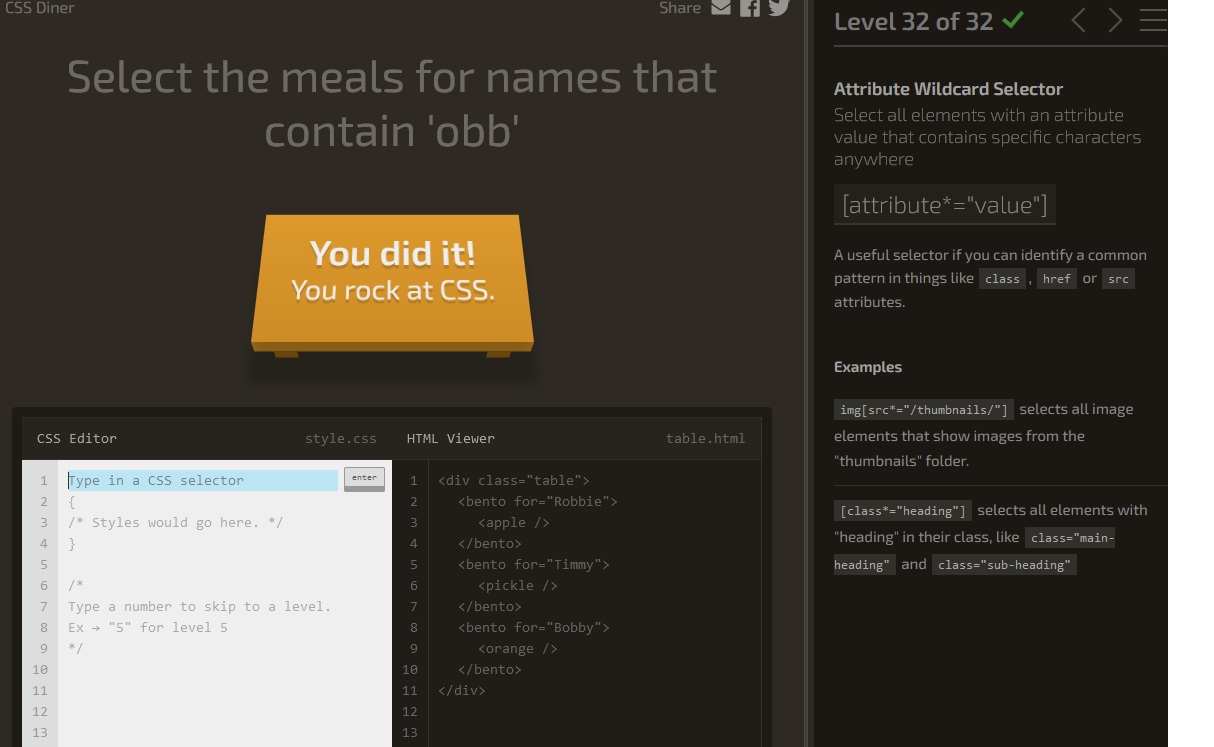 CSS Diner
Share
Select the meals for names that
contain 'obb'
You did it!
You rock at CSS.
CSS Editor
style.css
HTML Viewer
table.html
1 Type in a CSS selector
enter
2 {
3 /* Styles would go here. */
4 }
5
6 /*
7 Type a number to skip to a level.
8 Ex → "5" for level 5
9 */
10
11
12
13
1 <div class="table">
2 <bento for="Robbie">
3 <apple />
4 </bento>
5 <bento for="Timmy">
6 <pickle />
7 </bento>
8 <bento for="Bobby">
9 <orange />
10 </bento>
11 </div>
12
13
Level 32 of 32
Attribute Wildcard Selector
Select all elements with an attribute
value that contains specific characters
anywhere
[attribute*="value"]
A useful selector if you can identify a common
pattern in things like class , href or src
attributes.
Examples
img[src*="/thumbnails/"] selects all image
elements that show images from the
"thumbnails" folder.
[class*="heading"] selects all elements with
"heading" in their class, like class="main-
heading" and class="sub-heading"